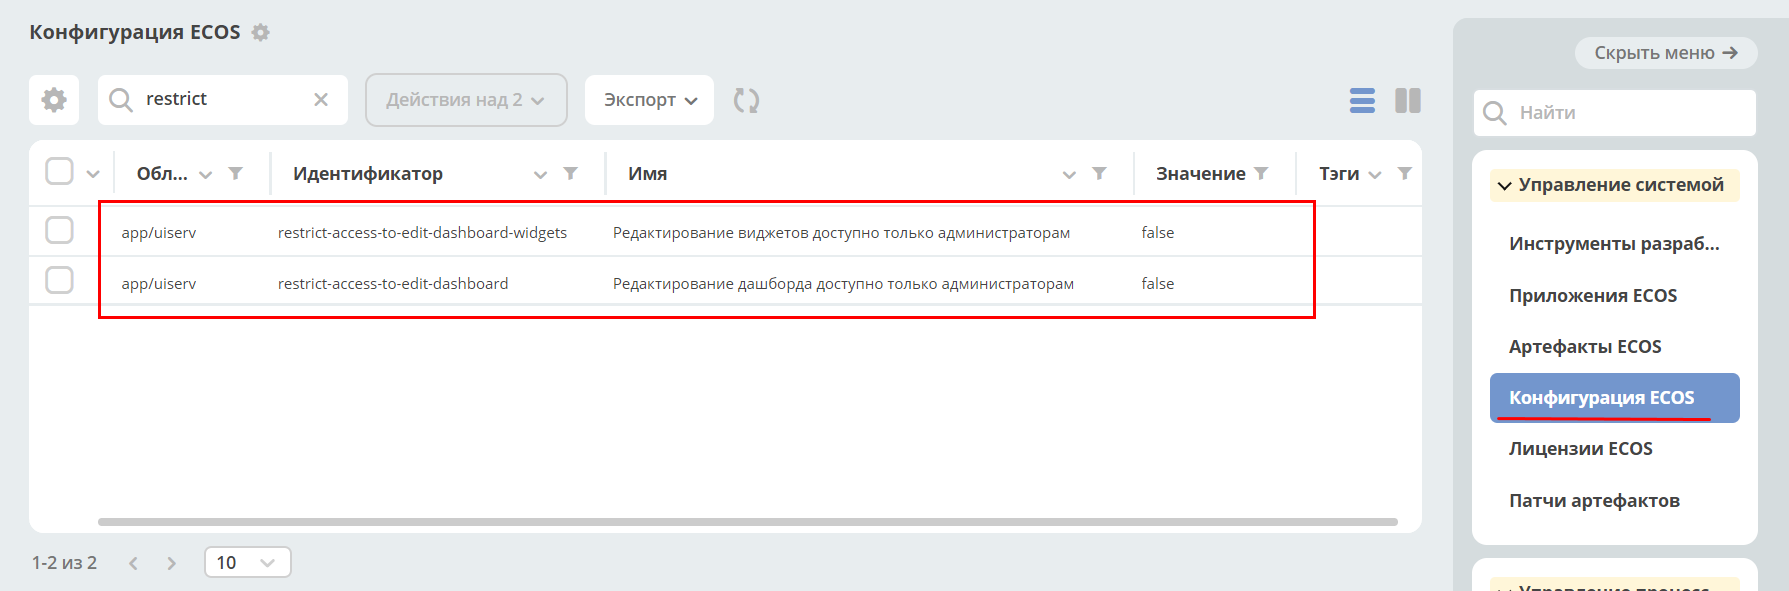 Конфигурация ECOS
restrict
Действия над 2
Экспорт
Обл...
Идентификатор
Имя
Значение
Тэги
app/uiserv
restrict-access-to-edit-dashboard-widgets
Редактирование виджетов доступно только администраторам
false
app/uiserv
restrict-access-to-edit-dashboard
Редактирование дашборда доступно только администраторам
false
1-2 из 2
10
Скрыть меню →
Найти
Управление системой
Инструменты разраб...
Приложения ECOS
Артефакты ECOS
Конфигурация ECOS
Лицензии ECOS
Патчи артефактов
Управление